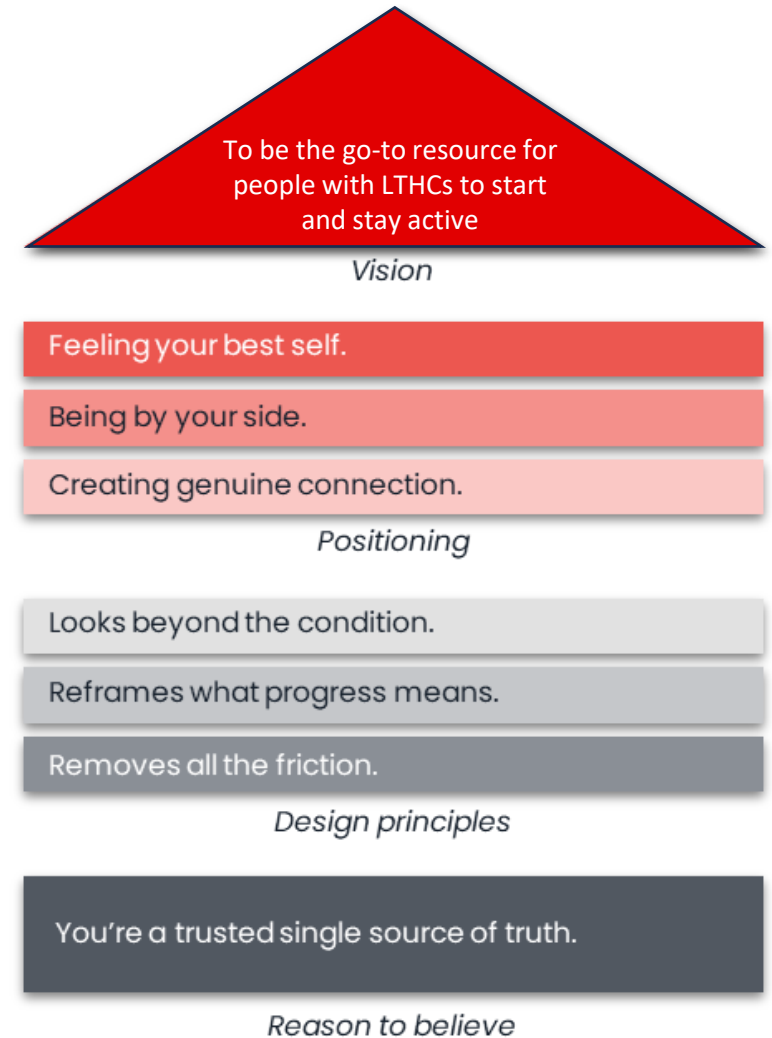 To be the go-to resource for
people with LTHCs to start
and stay active
Vision
Feeling your best self.
Being by your side.
Creating genuine connection.
Positioning
Looks beyond the condition.
Reframes what progress means.
Removes all the friction.
Design principles
You're a trusted single source of truth.
Reason to believe